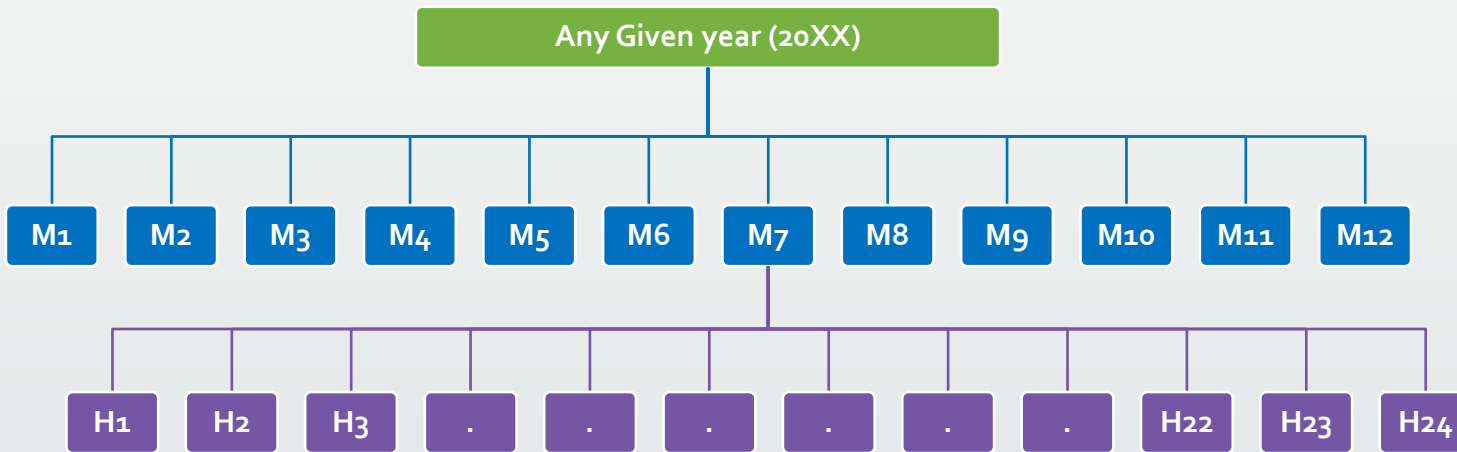 Any Given year (20XX)
M1 M2 M3 M4 M5 M6 M7 M8 M9 M10 M11 M12
H1 H2 H3 . . . . . . H22 H23 H24